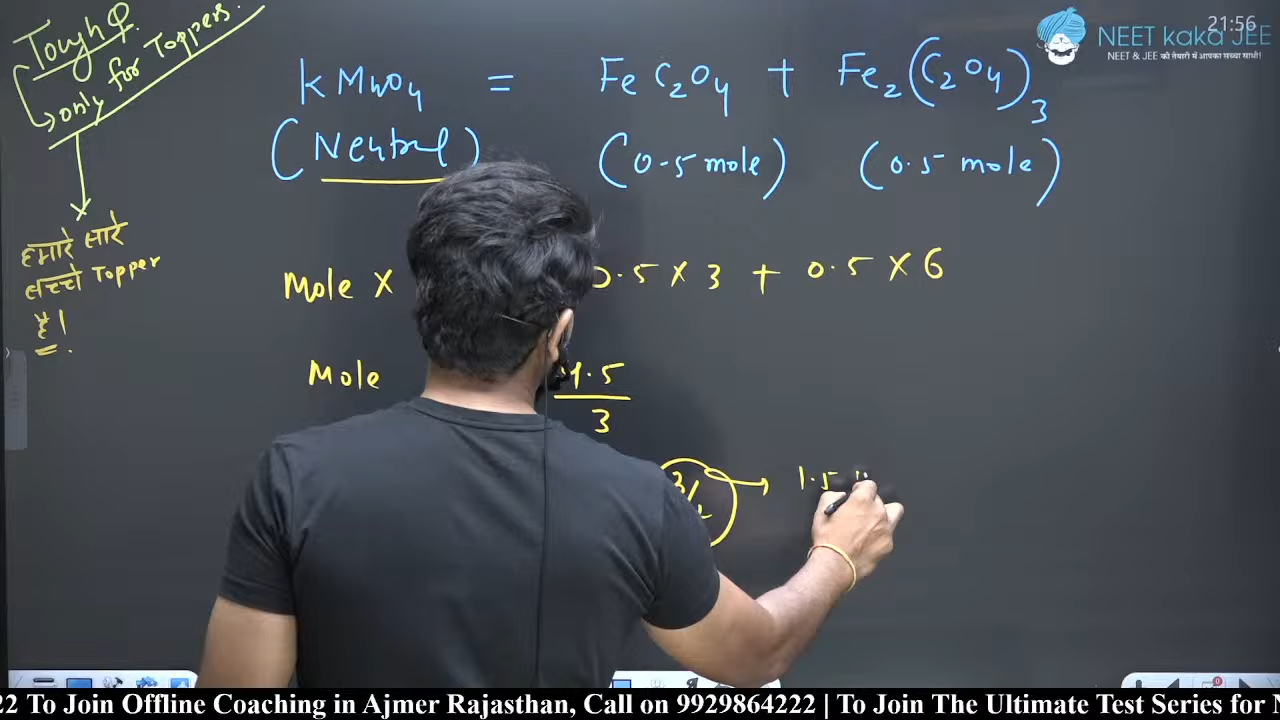 Tough Q.
only for Toppers.
हमारे सारे
बच्चे Topper
है।
21:56
NEET kaka JEE
NEET & JEE की तैयारी में आपका सच्चा साथी!
KMnO4 = FeC2O4 + Fe2(C2O4)3
(Neutral) (0.5 mole) (0.5 mole)
Mole × 0.5 × 3 + 0.5 × 6
Mole 4.5
3
3/2 → 1.5
22 To Join Offline Coaching in Ajmer Rajasthan, Call on 9929864222 | To Join The Ultimate Test Series for